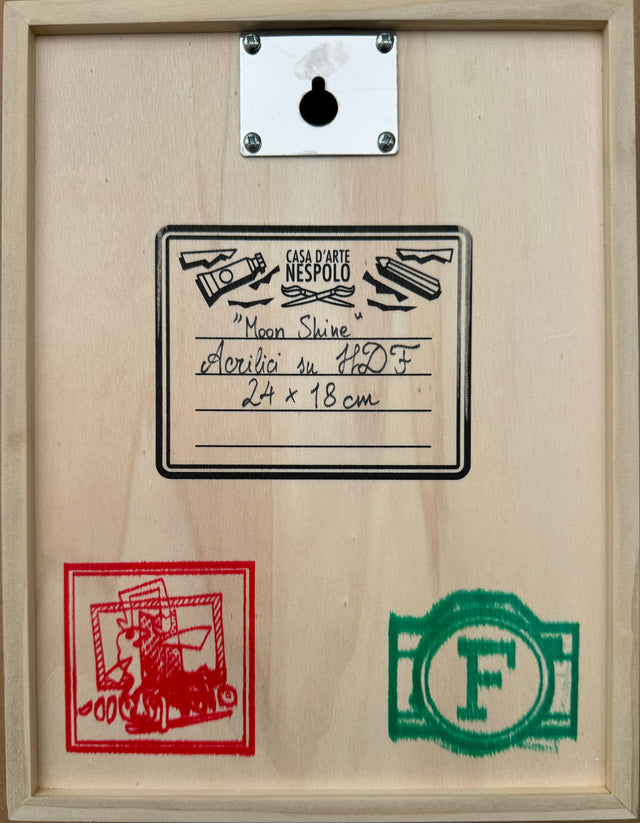 CASA D'ARTE
NESPOLO
"Moon Shine"
Acrilici su HDF
24 x 18 cm
F